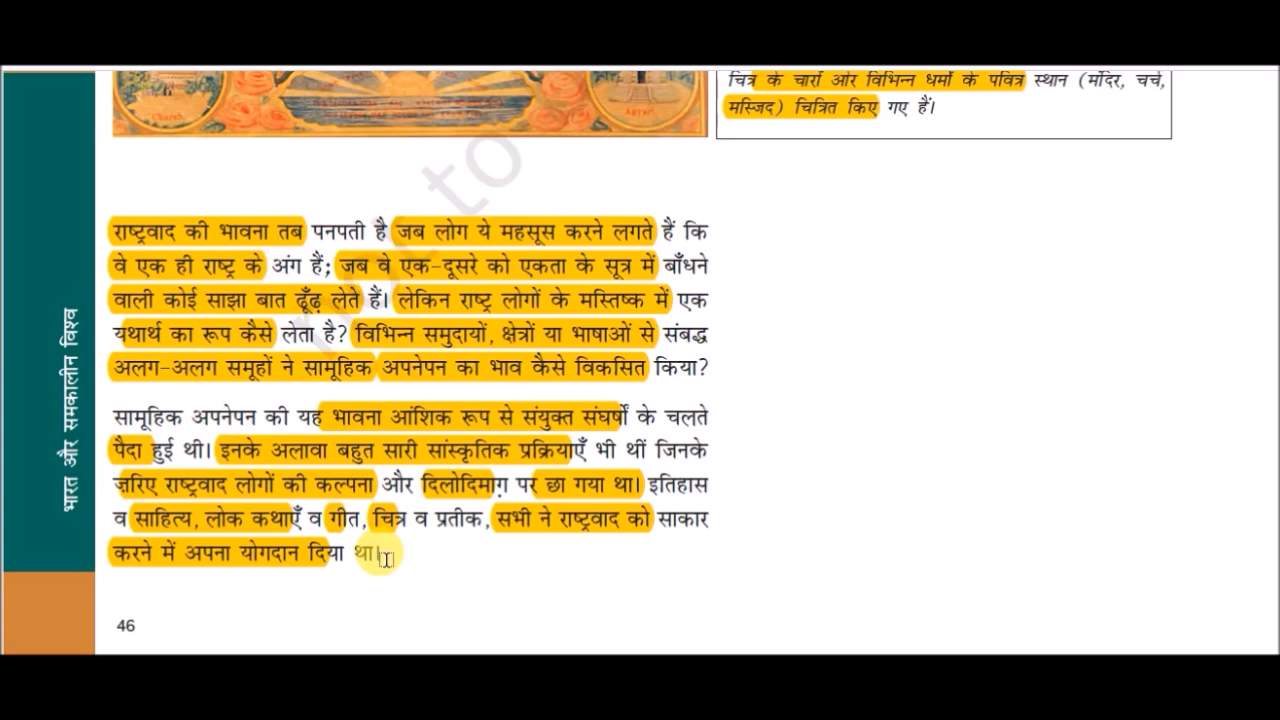 चित्र के चारों ओर विभिन्न धर्मों के पवित्र स्थान (मंदिर, चर्च,
मस्जिद) चित्रित किए गए हैं।
Church
not to
राष्ट्रवाद की भावना तब पनपती है जब लोग ये महसूस करने लगते हैं कि
वे एक ही राष्ट्र के अंग हैं; जब वे एक-दूसरे को एकता के सूत्र में बाँधने
वाली कोई साझा बात ढूँढ़ लेते हैं। लेकिन राष्ट्र लोगों के मस्तिष्क में एक
यथार्थ का रूप कैसे लेता है? विभिन्न समुदायों, क्षेत्रों या भाषाओं से संबद्ध
अलग-अलग समूहों ने सामूहिक अपनेपन का भाव कैसे विकसित किया?
सामूहिक अपनेपन की यह भावना आंशिक रूप से संयुक्त संघर्षों के चलते
पैदा हुई थी। इनके अलावा बहुत सारी सांस्कृतिक प्रक्रियाएँ भी थीं जिनके
ज़रिए राष्ट्रवाद लोगों की कल्पना और दिलोदिमाग़ पर छा गया था। इतिहास
व साहित्य, लोक कथाएँ व गीत, चित्र व प्रतीक, सभी ने राष्ट्रवाद को साकार
करने में अपना योगदान दिया था।
भारत और समकालीन विश्व
46